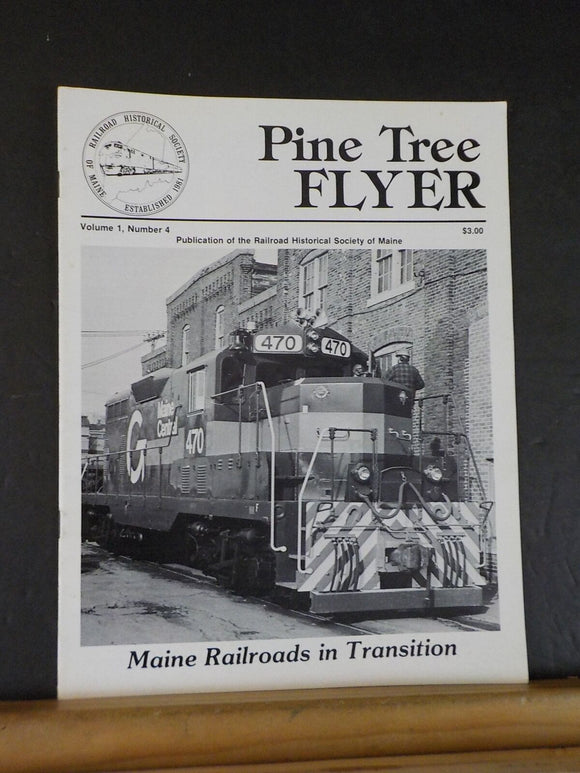 RAILROAD HISTORICAL SOCIETY
OF MAINE
ESTABLISHED 1981
Pine Tree
FLYER
Volume 1, Number 4
$3.00
Publication of the Railroad Historical Society of Maine
470
470
Maine
Central
470
G
F
Maine Railroads in Transition